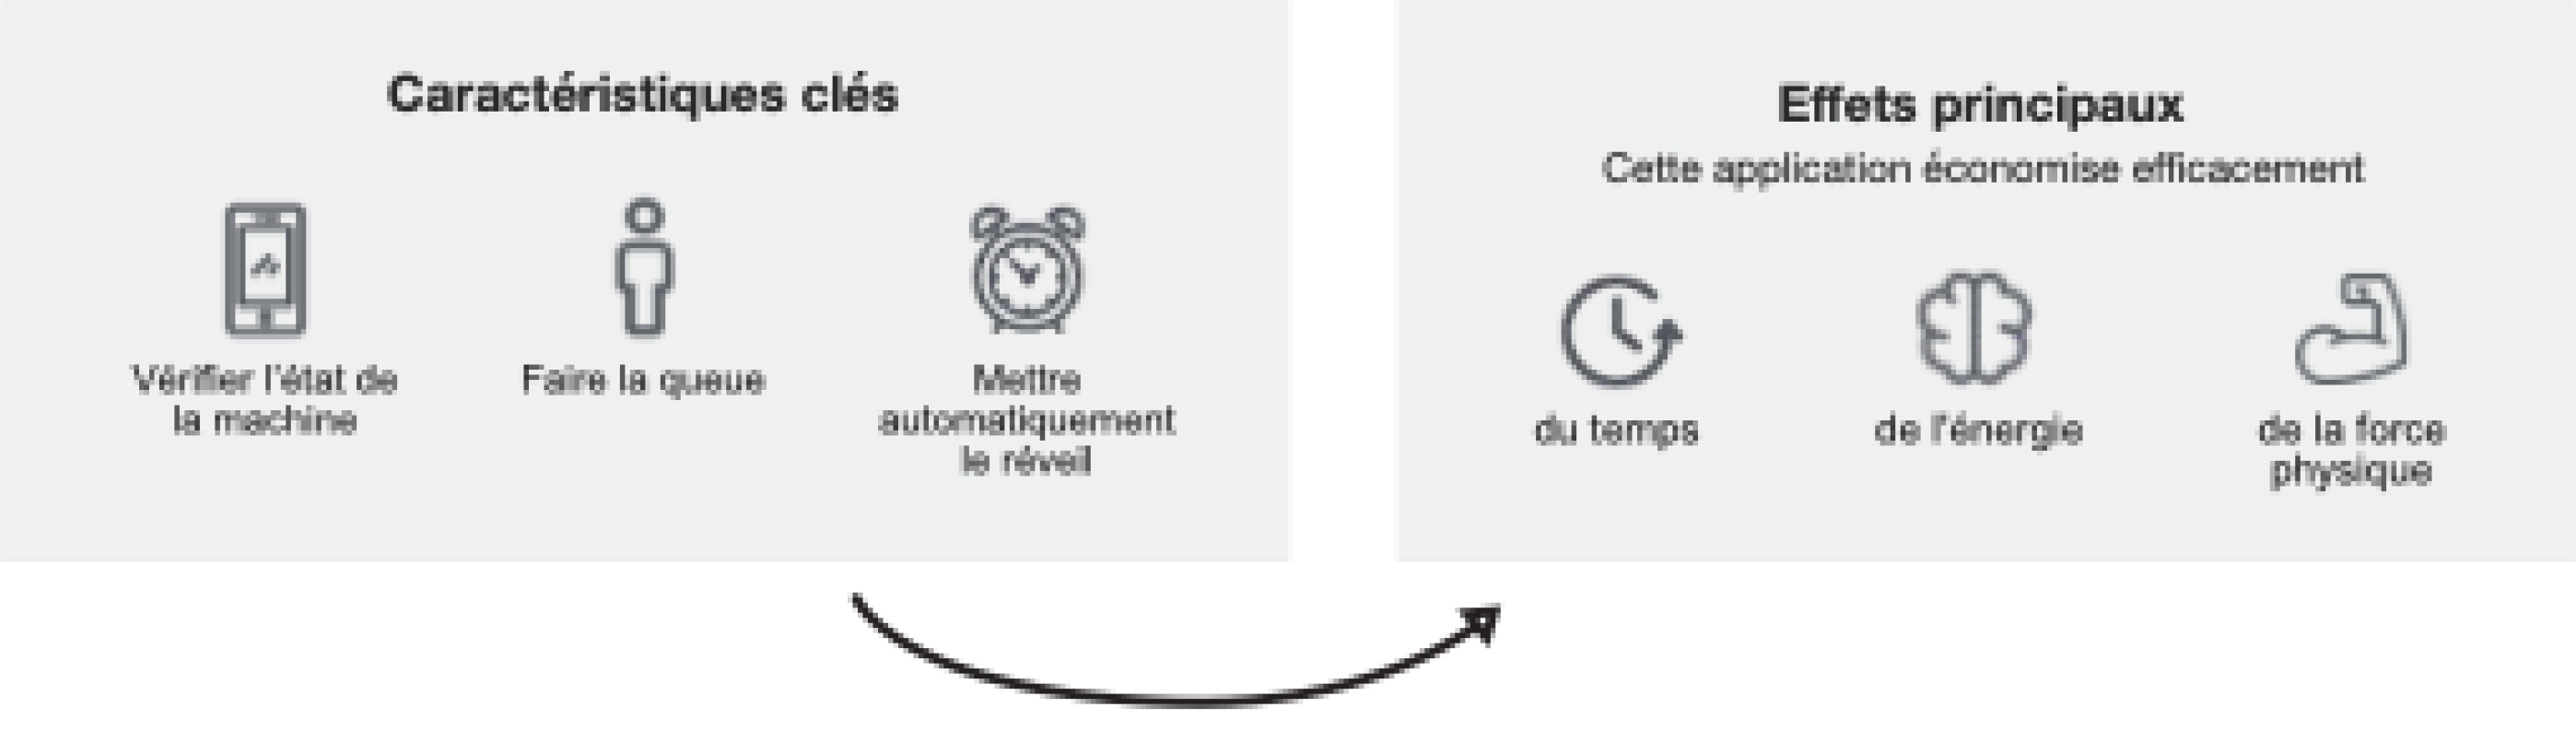 Caractéristiques clés
Vérifier l'état de
la machine
Faire la queue
Mettre
automatiquement
le réveil
Effets principaux
Cette application économise efficacement
du temps
de l'énergie
de la force
physique